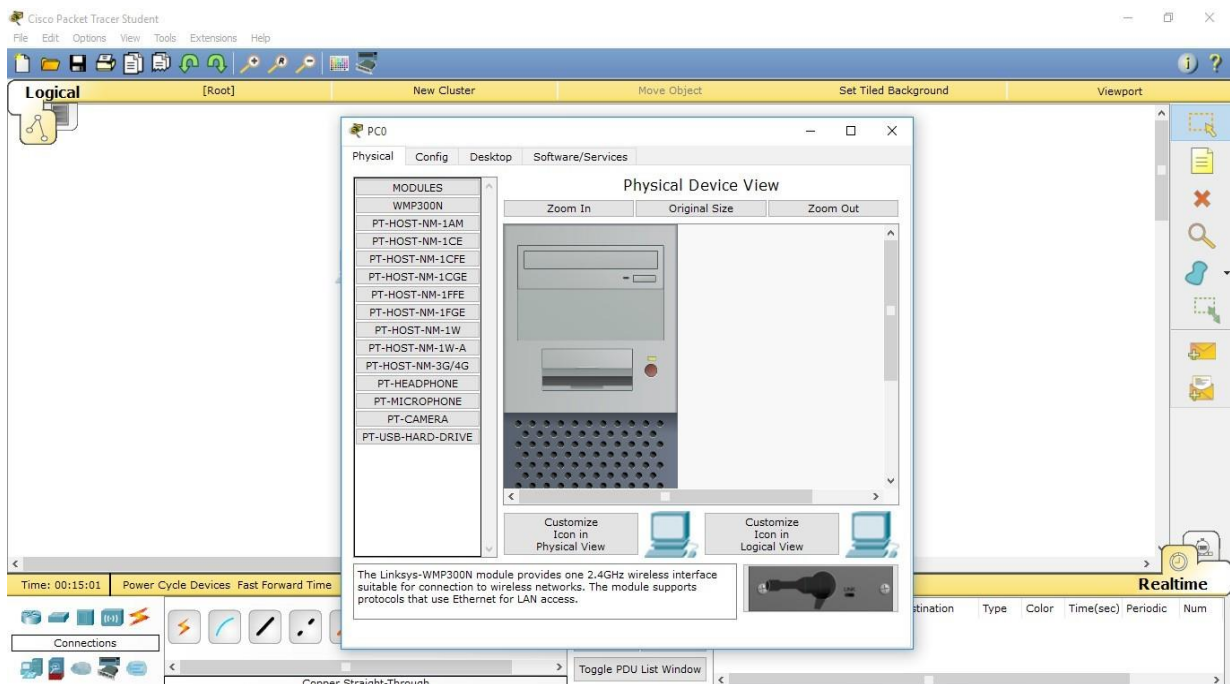 Cisco Packet Tracer Student
File Edit Options View Tools Extensions Help
Logical [Root] New Cluster Move Object Set Tiled Background Viewport
PC0
Physical Config Desktop Software/Services
MODULES
WMP300N
PT-HOST-NM-1AM
PT-HOST-NM-1CE
PT-HOST-NM-1CFE
PT-HOST-NM-1CGE
PT-HOST-NM-1FFE
PT-HOST-NM-1FGE
PT-HOST-NM-1W
PT-HOST-NM-1W-A
PT-HOST-NM-3G/4G
PT-HEADPHONE
PT-MICROPHONE
PT-CAMERA
PT-USB-HARD-DRIVE
Physical Device View
Zoom In Original Size Zoom Out
Customize
Icon in
Physical View
Customize
Icon in
Logical View
The Linksys-WMP300N module provides one 2.4GHz wireless interface
suitable for connection to wireless networks. The module supports
protocols that use Ethernet for LAN access.
Time: 00:15:01 Power Cycle Devices Fast Forward Time Realtime
Connections
Copper Straight-Through
Toggle PDU List Window
stination Type Color Time(sec) Periodic Num